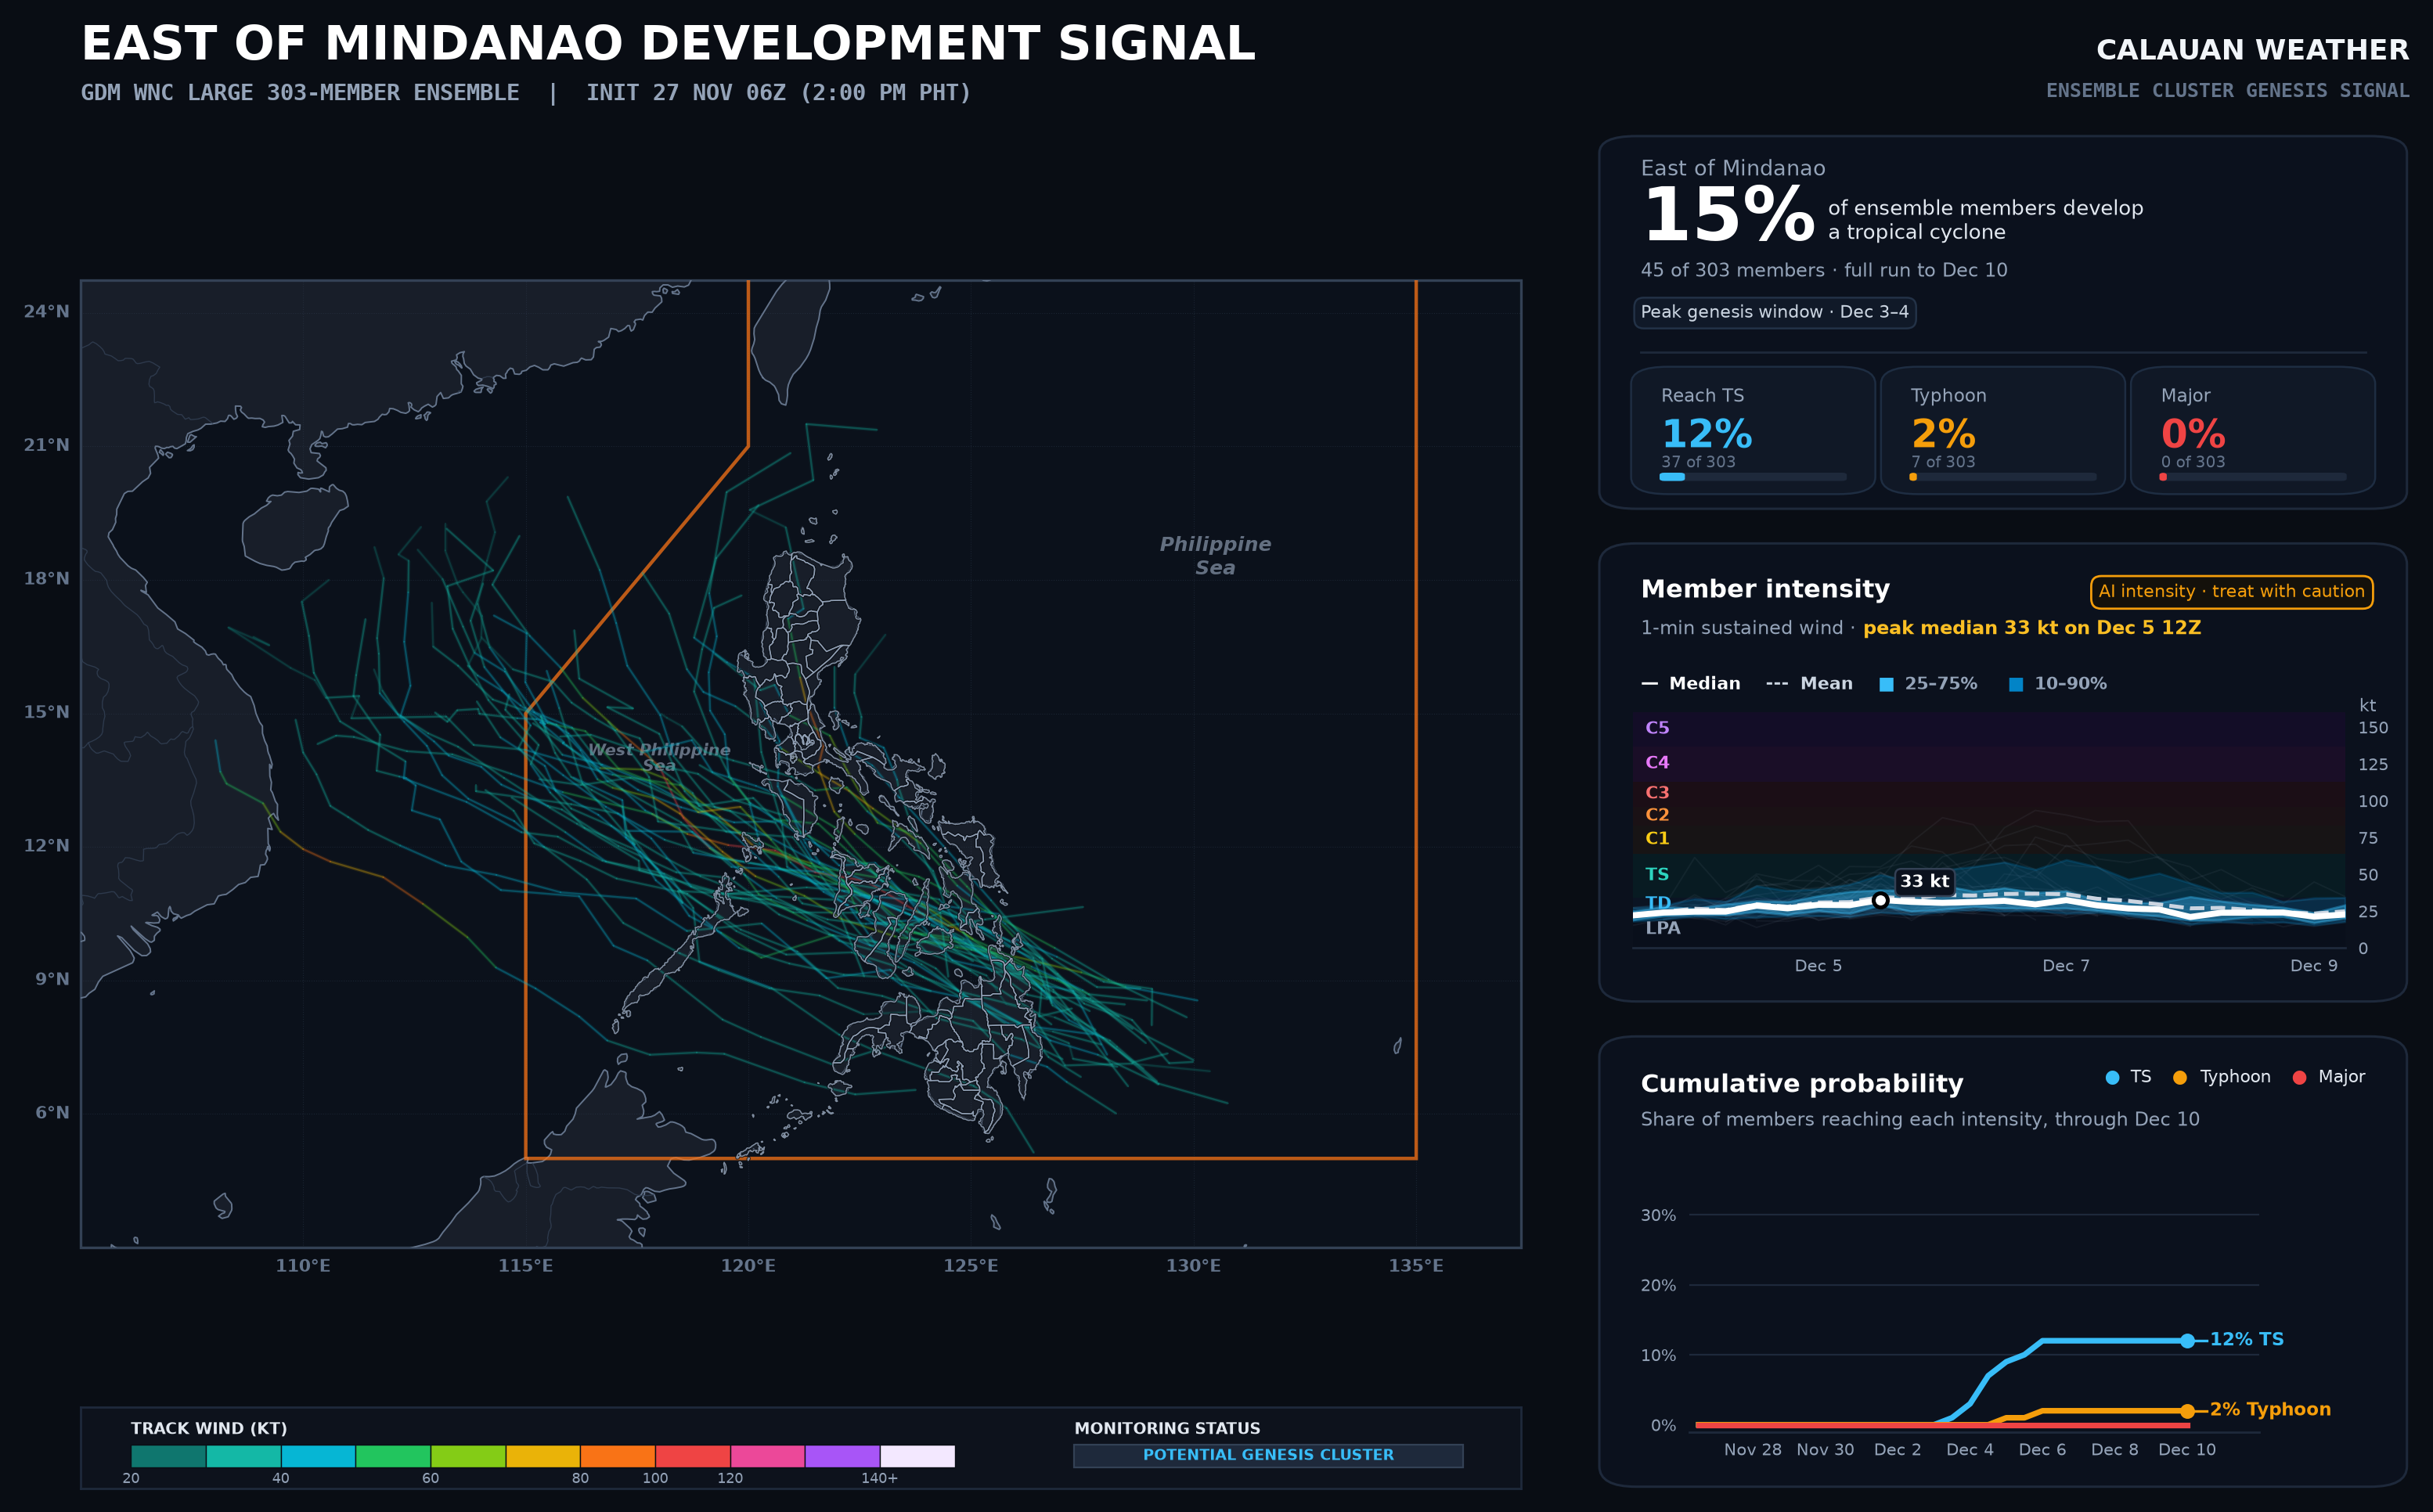 EAST OF MINDANAO DEVELOPMENT SIGNAL
GDM WNC LARGE 303-MEMBER ENSEMBLE | INIT 27 NOV 06Z (2:00 PM PHT)
CALAUAN WEATHER
ENSEMBLE CLUSTER GENESIS SIGNAL
24°N
21°N
18°N
15°N
12°N
9°N
6°N
110°E
115°E
120°E
125°E
130°E
135°E
Philippine
Sea
West Philippine
Sea
TRACK WIND (KT)
20
40
60
80
100
120
140+
MONITORING STATUS
POTENTIAL GENESIS CLUSTER
East of Mindanao
15%
of ensemble members develop
a tropical cyclone
45 of 303 members · full run to Dec 10
Peak genesis window · Dec 3–4
Reach TS
12%
37 of 303
Typhoon
2%
7 of 303
Major
0%
0 of 303
Member intensity
AI intensity · treat with caution
1-min sustained wind · peak median 33 kt on Dec 5 12Z
Median
Mean
25–75%
10–90%
kt
C5
C4
C3
C2
C1
TS
TD
LPA
150
125
100
75
50
25
0
33 kt
Dec 5
Dec 7
Dec 9
Cumulative probability
TS
Typhoon
Major
Share of members reaching each intensity, through Dec 10
30%
20%
10%
0%
12% TS
2% Typhoon
Nov 28
Nov 30
Dec 2
Dec 4
Dec 6
Dec 8
Dec 10